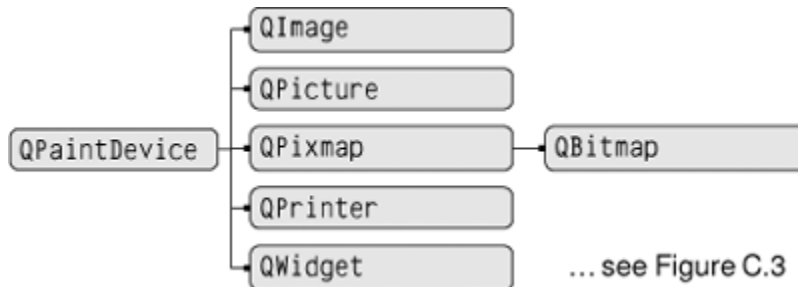 QImage
QPicture
QPaintDevice
QPixmap
QBitmap
QPrinter
QWidget
... see Figure C.3